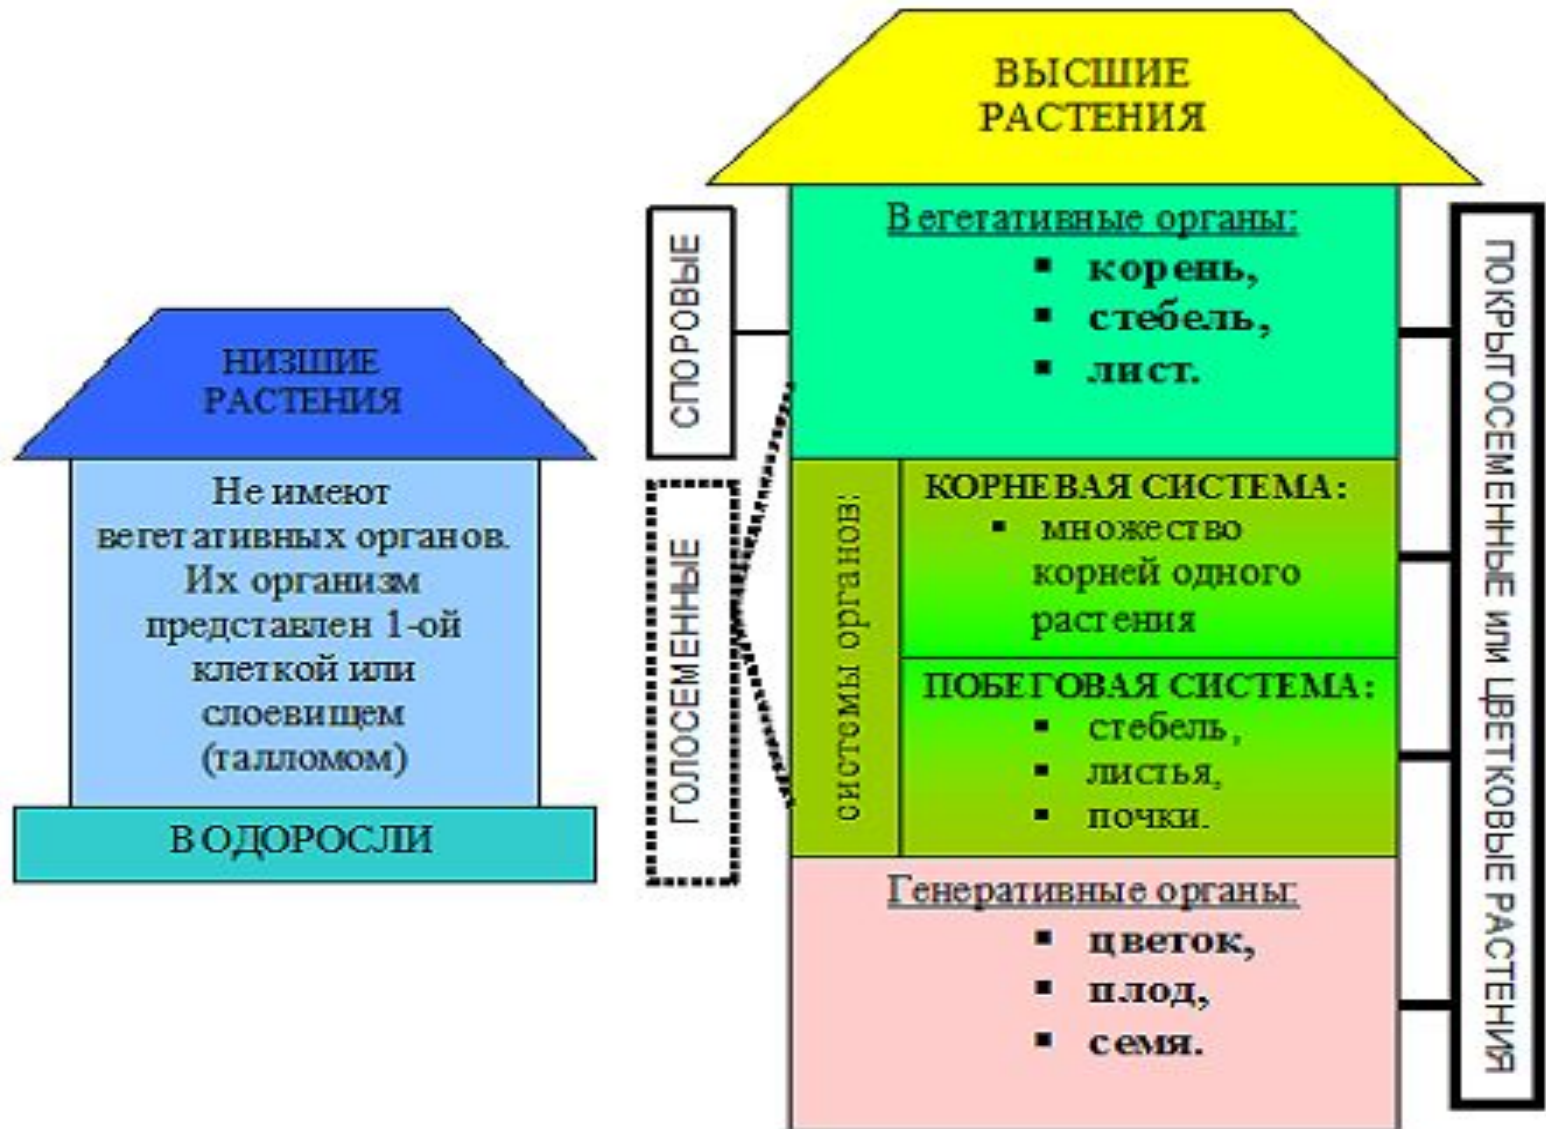 НИЗШИЕ
РАСТЕНИЯ
Не имеют
вегетативных органов.
Их организм
представлен 1-ой
клеткой или
слоевищем
(талломом)
ВОДОРОСЛИ
СПОРОВЫЕ
ГОЛОСЕМЕННЫЕ
ВЫСШИЕ
РАСТЕНИЯ
Вегетативные органы:
▪ корень,
▪ стебель,
▪ лист.
системы органов:
КОРНЕВАЯ СИСТЕМА:
▪ множество
корней одного
растения
ПОБЕГОВАЯ СИСТЕМА:
▪ стебель,
▪ листья,
▪ почки.
Генеративные органы:
▪ цветок,
▪ плод,
▪ семя.
ПОКРЫТОСЕМЕННЫЕ или ЦВЕТКОВЫЕ РАСТЕНИЯ